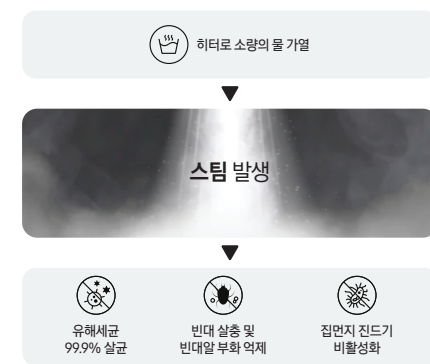 히터로 소량의 물 가열
스팀 발생
유해세균
99.9% 살균
빈대 살충 및
빈대알 부화 억제
집먼지 진드기
비활성화